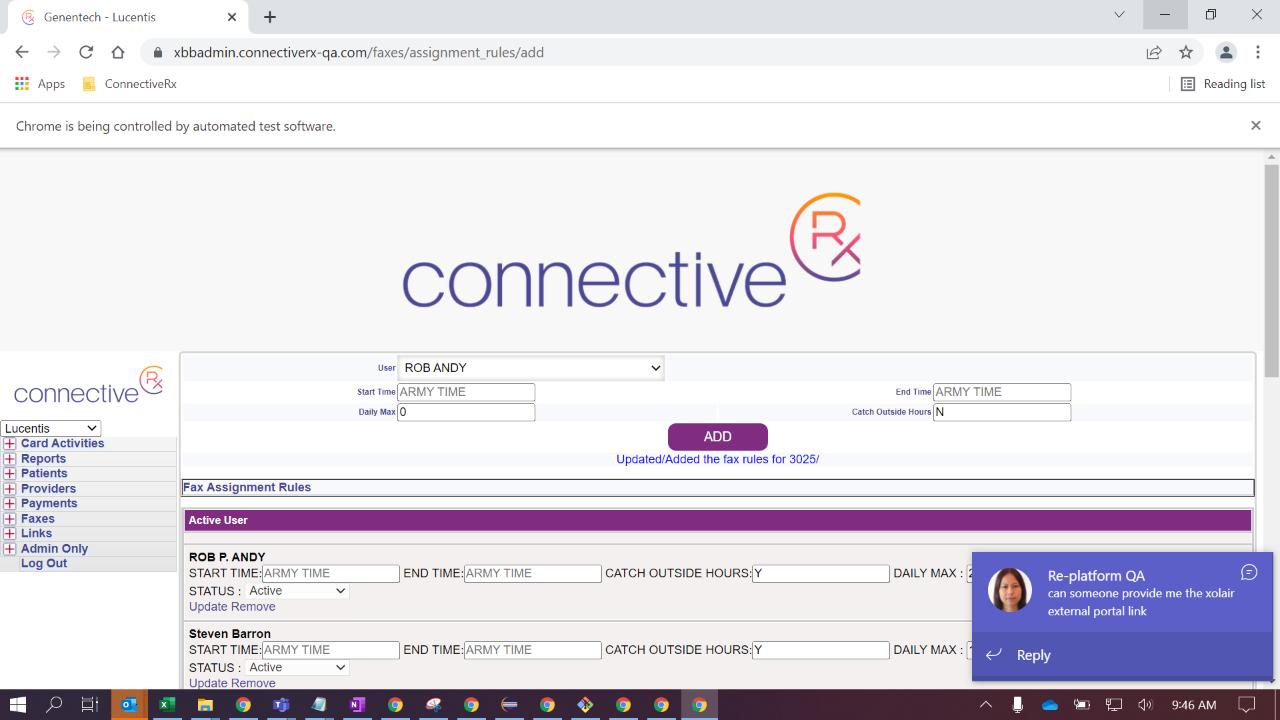 Genentech - Lucentis
xbbadmin.connectiverx-qa.com/faxes/assignment_rules/add
Apps
ConnectiveRx
Reading list
Chrome is being controlled by automated test software.
connective Rx
connective Rx
Lucentis
Card Activities
Reports
Patients
Providers
Payments
Faxes
Links
Admin Only
Log Out
User ROB ANDY
Start Time ARMY TIME End Time ARMY TIME
Daily Max 0 Catch Outside Hours N
ADD
Updated/Added the fax rules for 3025/
Fax Assignment Rules
Active User
ROB P. ANDY
START TIME: ARMY TIME END TIME: ARMY TIME CATCH OUTSIDE HOURS: Y DAILY MAX :
STATUS : Active
Update Remove
Steven Barron
START TIME: ARMY TIME END TIME: ARMY TIME CATCH OUTSIDE HOURS: Y DAILY MAX :
STATUS : Active
Update Remove
Re-platform QA
can someone provide me the xolair
external portal link
Reply
9:46 AM